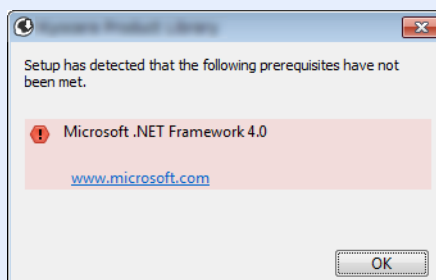 Setup has detected that the following prerequisites have not
been met.
Microsoft .NET Framework 4.0
www.microsoft.com
OK